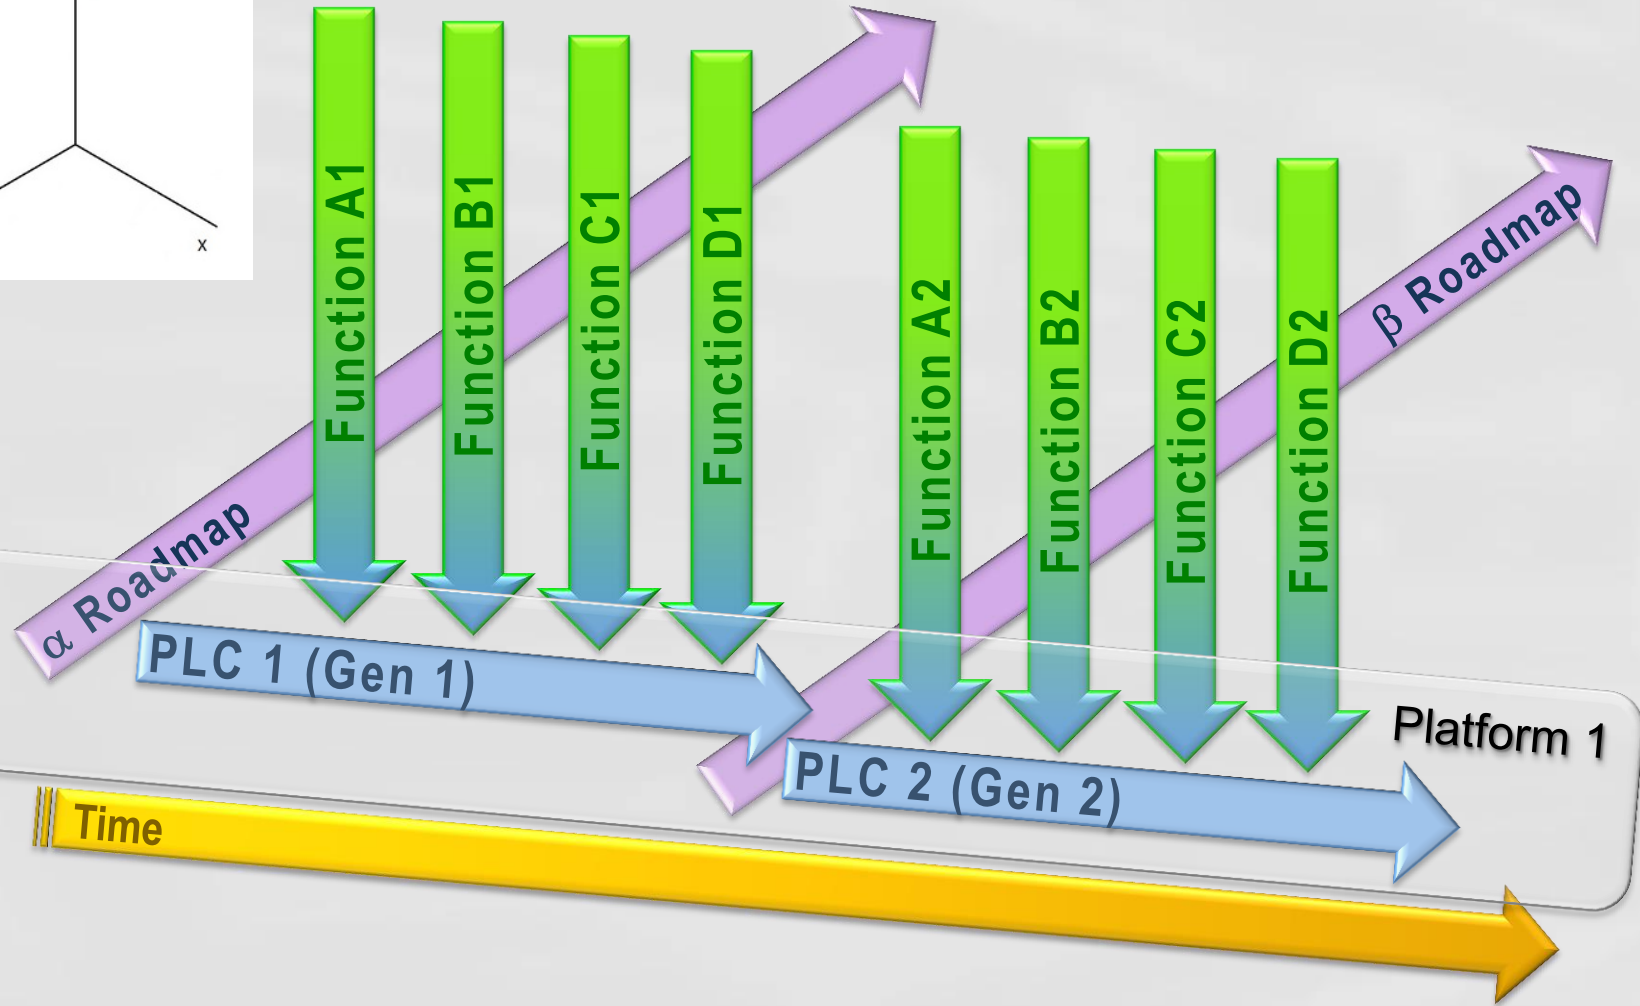 x
Function A1
Function B1
Function C1
Function D1
Function A2
Function B2
Function C2
Function D2
α Roadmap
β Roadmap
PLC 1 (Gen 1)
PLC 2 (Gen 2)
Platform 1
Time